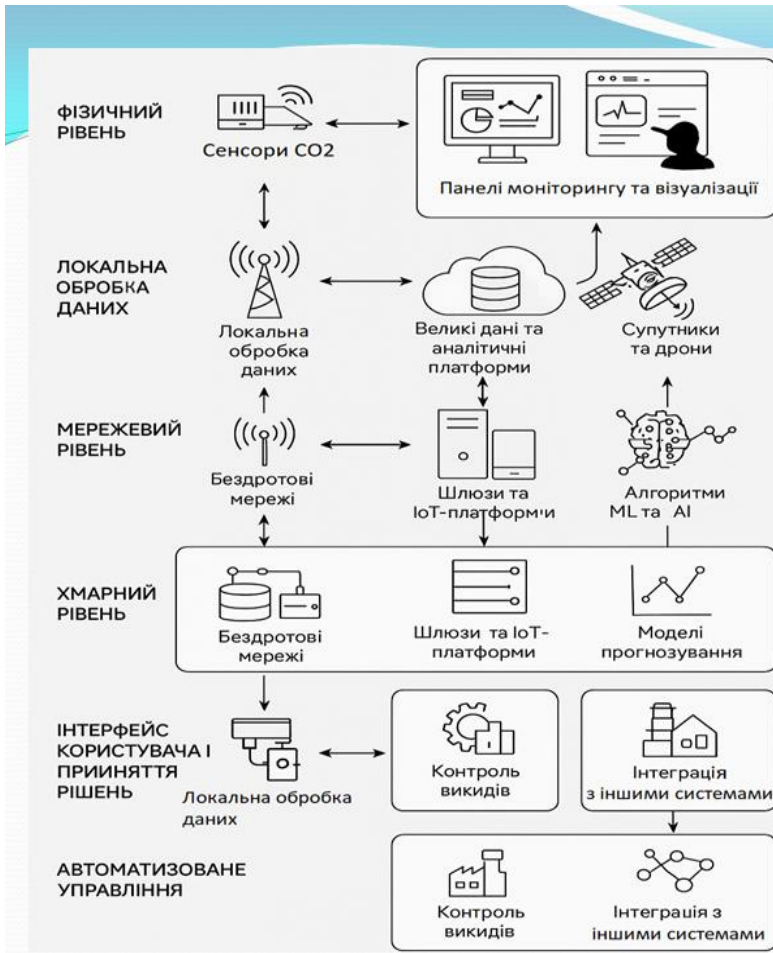 ФІЗИЧНИЙ
РІВЕНЬ
Сенсори CO2
Панелі моніторингу та візуалізації
ЛОКАЛЬНА
ОБРОБКА
ДАНИХ
Локальна
обробка
даних
Великі дані та
аналітичні
платформи
Супутники
та дрони
МЕРЕЖЕВИЙ
РІВЕНЬ
Бездротові
мережі
Шлюзи та
IoT-платформи
Алгоритми
ML та AI
ХМАРНИЙ
РІВЕНЬ
Бездротові
мережі
Шлюзи та IoT-
платформи
Моделі
прогнозування
ІНТЕРФЕЙС
КОРИСТУВАЧА І
ПРИИНЯТТЯ
РІШЕНЬ
Локальна обробка
даних
Контроль
викидів
Інтеграція
з іншими системами
АВТОМАТИЗОВАНЕ
УПРАВЛІННЯ
Контроль
викидів
Інтеграція з
іншими системами